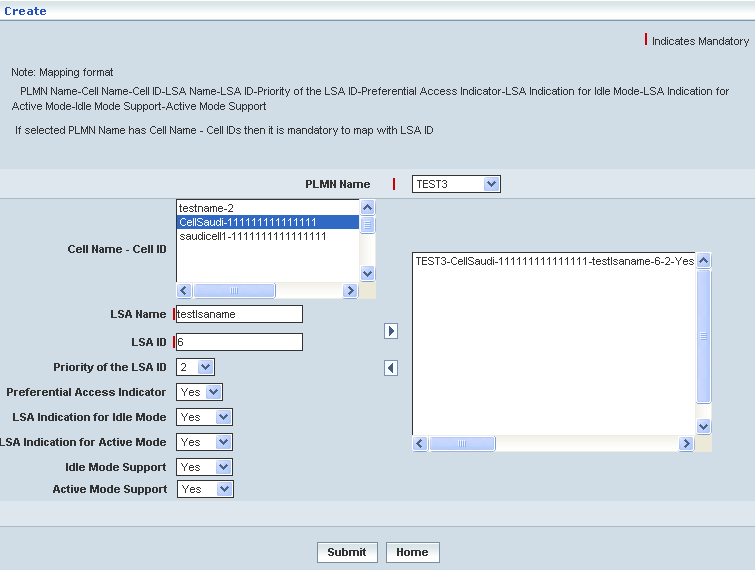 Create
Indicates Mandatory
Note: Mapping format
PLMN Name-Cell Name-Cell ID-LSA Name-LSA ID-Priority of the LSA ID-Preferential Access Indicator-LSA Indication for Idle Mode-LSA Indication for
Active Mode-Idle Mode Support-Active Mode Support
If selected PLMN Name has Cell Name - Cell IDs then it is mandatory to map with LSA ID
PLMN Name TEST3
Cell Name - Cell ID
testname-2
CellSaudi-111111111111111
saudicell1-1111111111111111
TEST3-CellSaudi-111111111111111-testlsaname-6-2-Yes
LSA Name testlsaname
LSA ID 6
Priority of the LSA ID 2
Preferential Access Indicator Yes
LSA Indication for Idle Mode Yes
LSA Indication for Active Mode Yes
Idle Mode Support Yes
Active Mode Support Yes
Submit Home